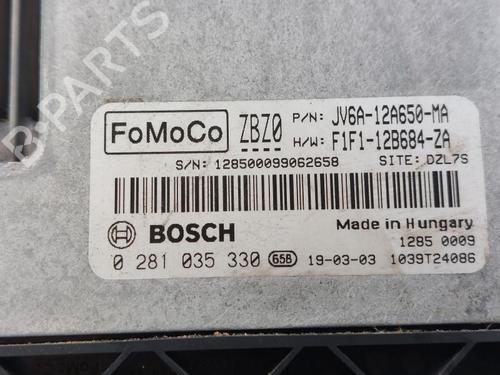 B-PARTS
FoMoCo ZBZ0 P/N: JV6A-12A650-MA
H/W: F1F1-12B684-ZA
S/N: 128500099062658 SITE: DZL7S
BOSCH Made in Hungary
1285 0009
0 281 035 330 658 19-03-03 1039T24086